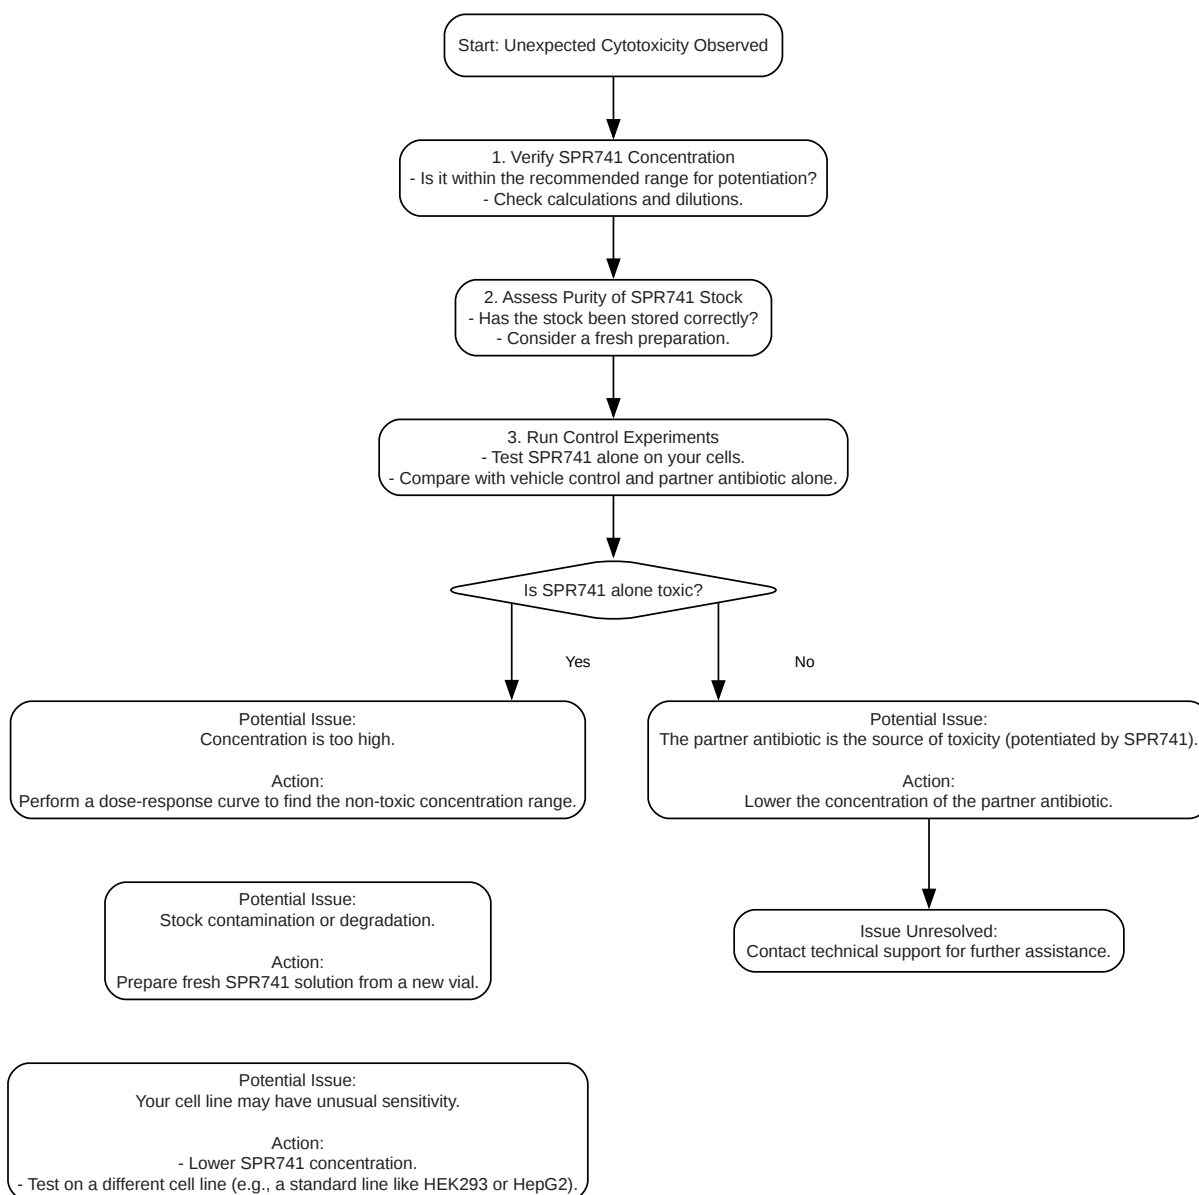 Start: Unexpected Cytotoxicity Observed
1. Verify SPR741 Concentration
- Is it within the recommended range for potentiation?
- Check calculations and dilutions.
2. Assess Purity of SPR741 Stock
- Has the stock been stored correctly?
- Consider a fresh preparation.
3. Run Control Experiments
- Test SPR741 alone on your cells.
- Compare with vehicle control and partner antibiotic alone.
Is SPR741 alone toxic?
Yes
No
Potential Issue:
Concentration is too high.
Action:
Perform a dose-response curve to find the non-toxic concentration range.
Potential Issue:
The partner antibiotic is the source of toxicity (potentiated by SPR741).
Action:
Lower the concentration of the partner antibiotic.
Potential Issue:
Stock contamination or degradation.
Action:
Prepare fresh SPR741 solution from a new vial.
Issue Unresolved:
Contact technical support for further assistance.
Potential Issue:
Your cell line may have unusual sensitivity.
Action:
- Lower SPR741 concentration.
- Test on a different cell line (e.g., a standard line like HEK293 or HepG2).